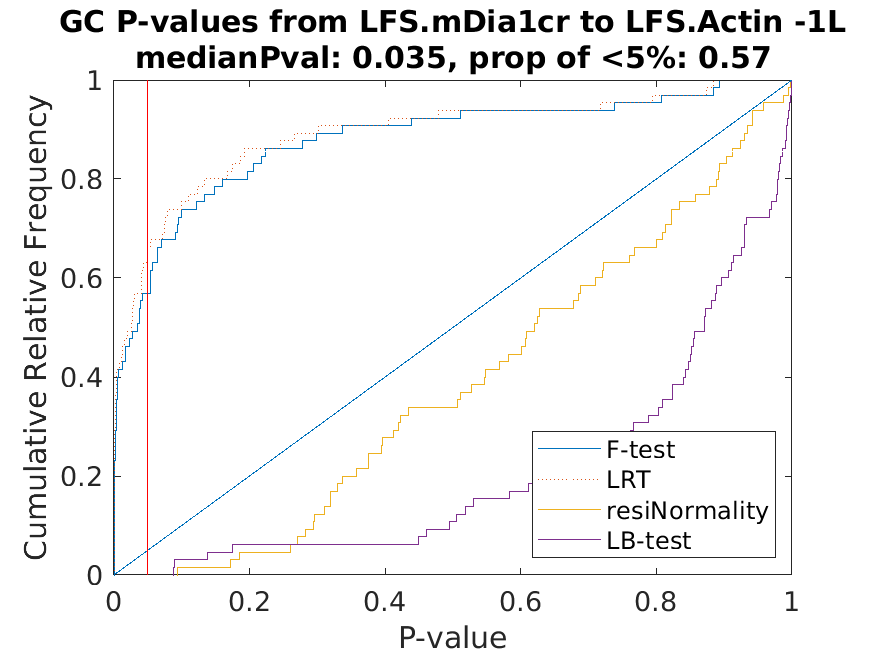 GC P-values from LFS.mDia1cr to LFS.Actin -1L
medianPval: 0.035, prop of <5%: 0.57
1
0.8
0.6
0.4
0.2
0
Cumulative Relative Frequency
F-test
LRT
resiNormality
LB-test
0 0.2 0.4 0.6 0.8 1
P-value